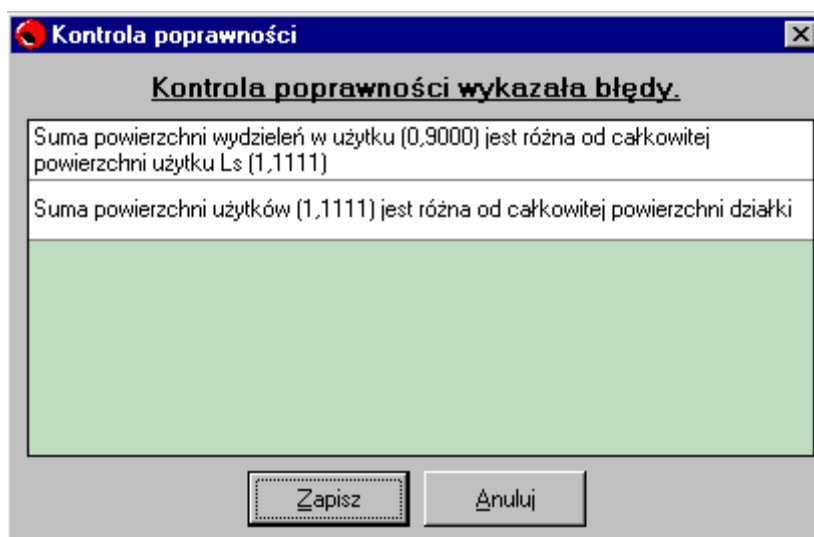 Kontrola poprawności
Kontrola poprawności wykazała błędy.
Suma powierzchni wydzieleń w użytku (0,9000) jest różna od całkowitej
powierzchni użytku Ls (1,1111)
Suma powierzchni użytków (1,1111) jest różna od całkowitej powierzchni działki
Zapisz
Anuluj